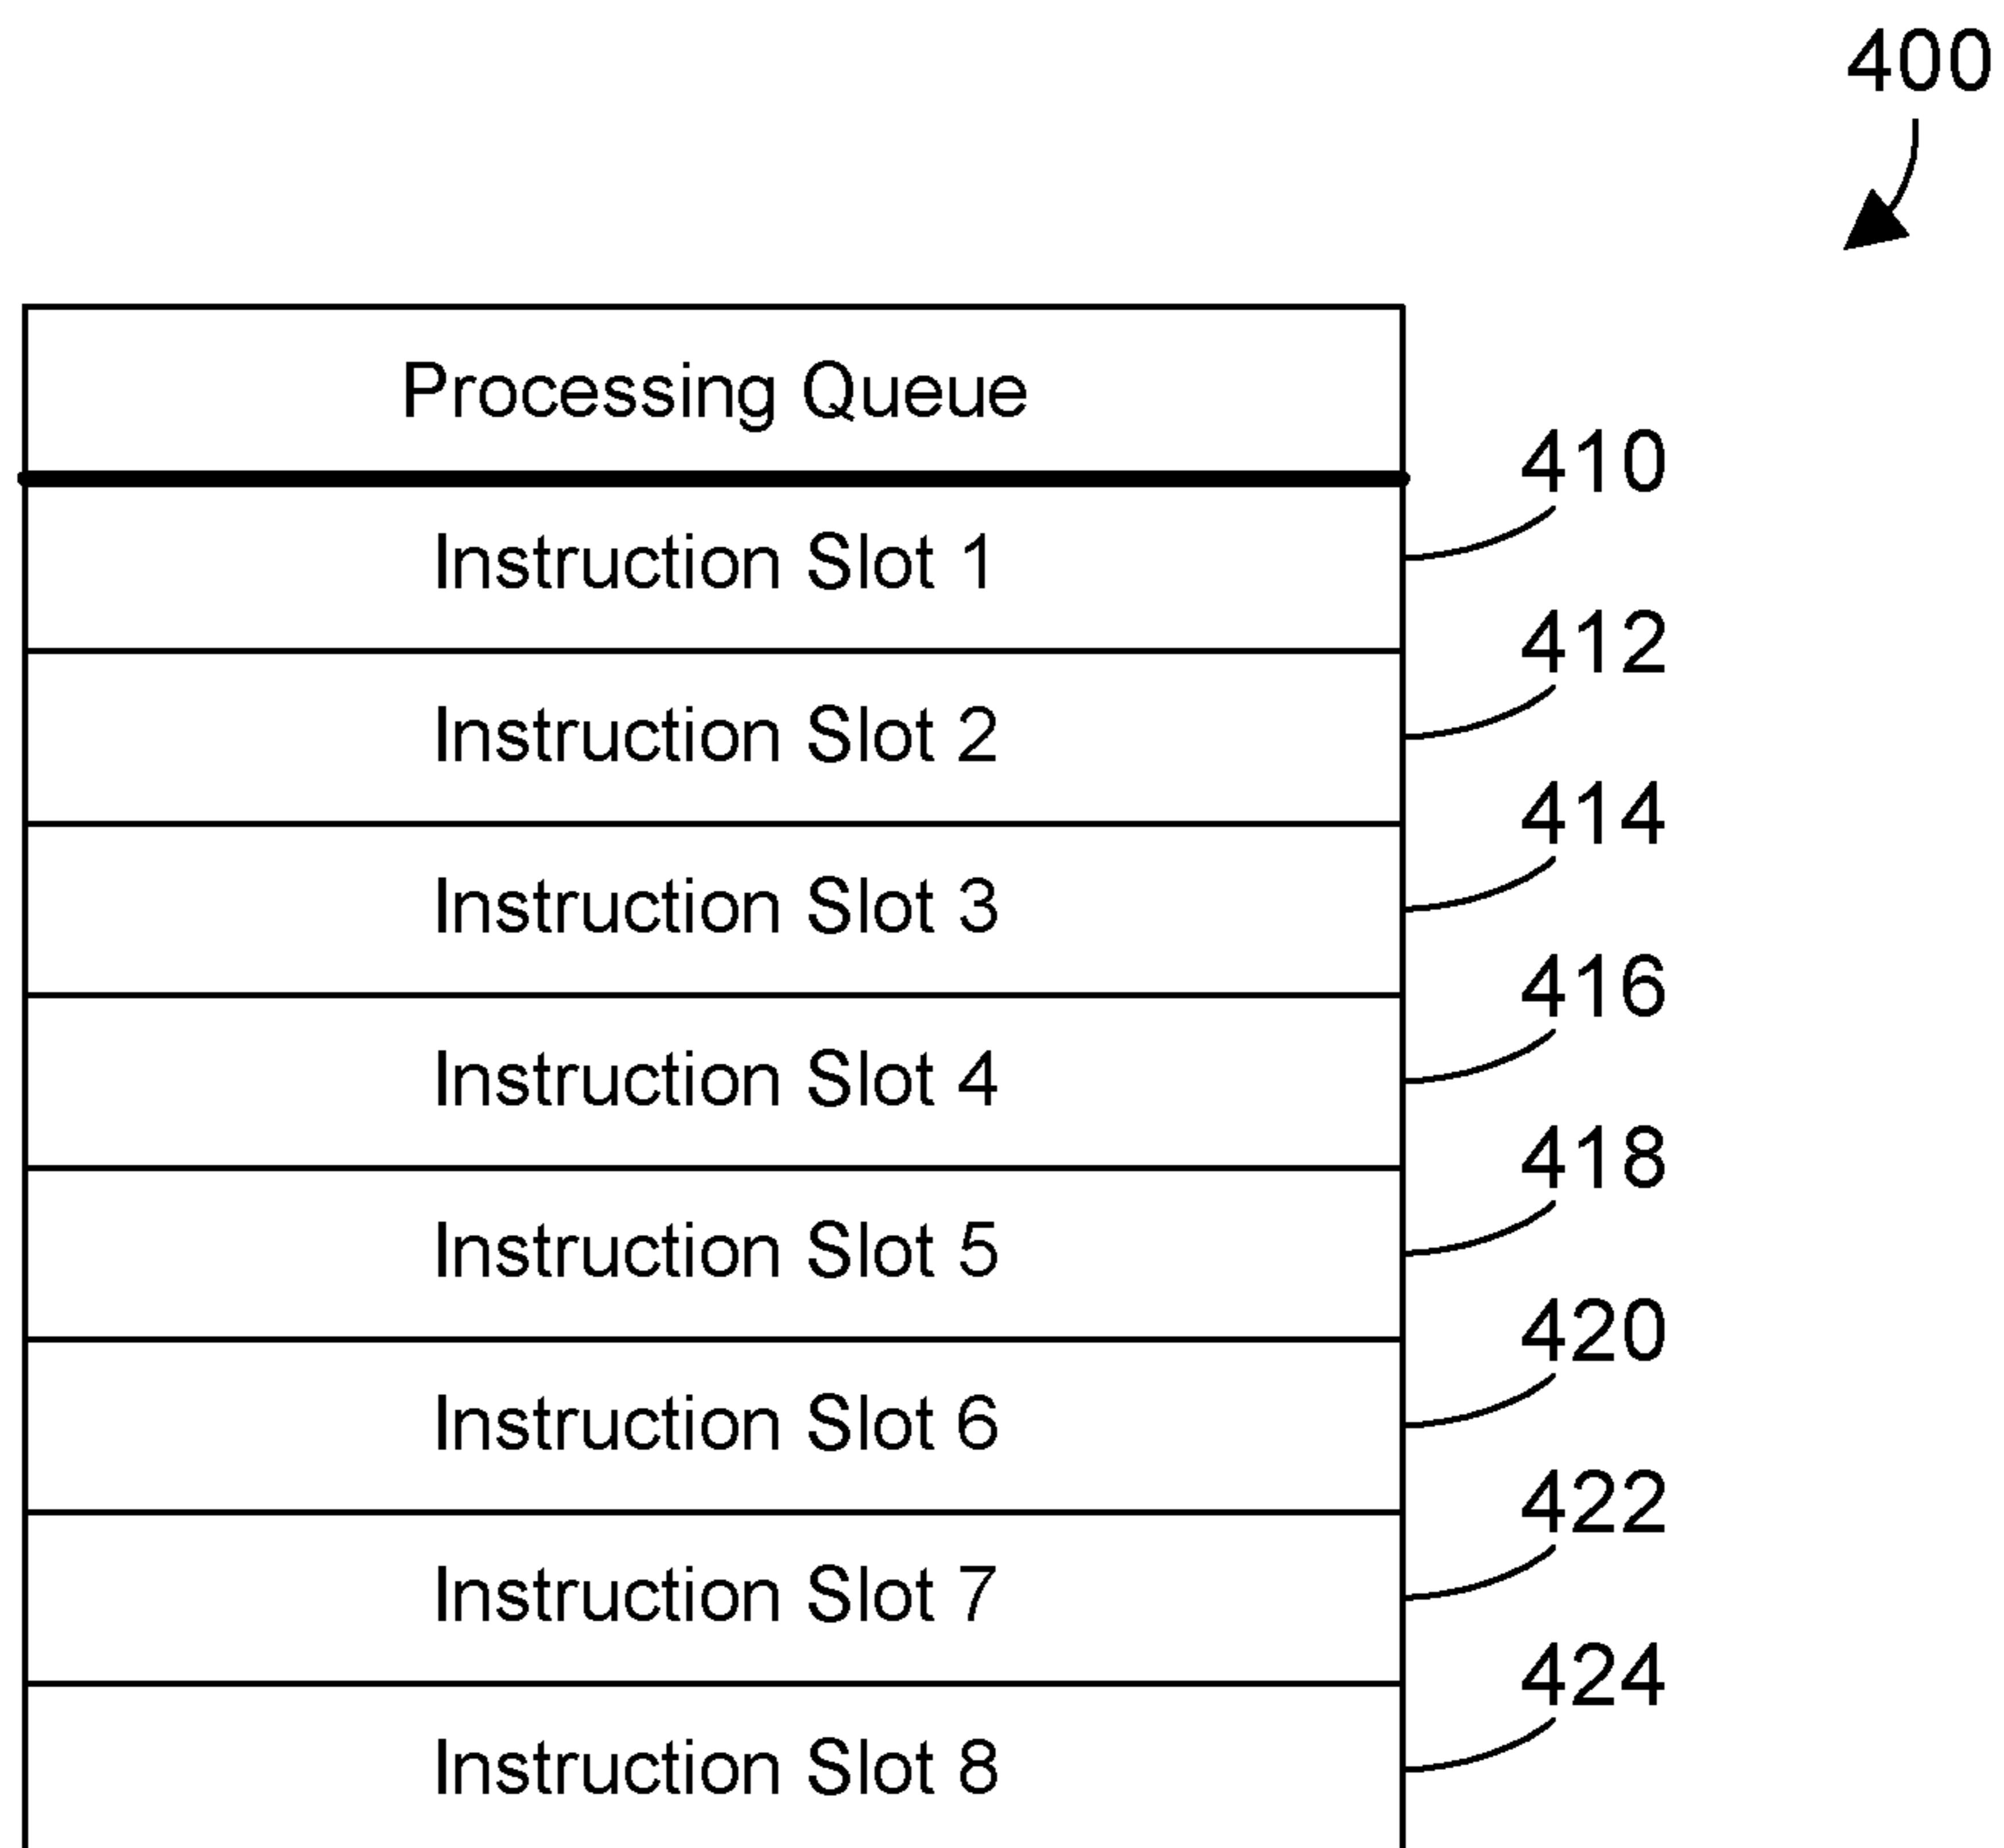 400
Processing Queue
410
Instruction Slot 1
412
Instruction Slot 2
414
Instruction Slot 3
416
Instruction Slot 4
418
Instruction Slot 5
420
Instruction Slot 6
422
Instruction Slot 7
424
Instruction Slot 8